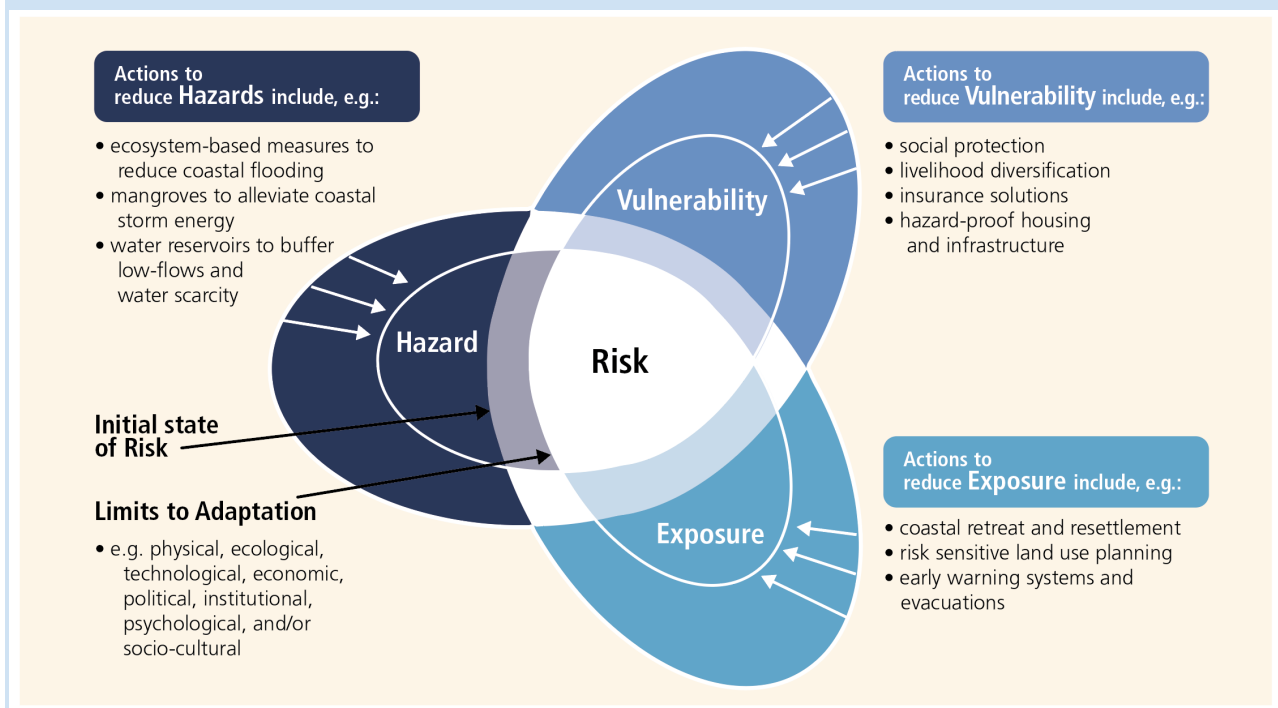 Actions to
reduce Hazards include, e.g.:
• ecosystem-based measures to
reduce coastal flooding
• mangroves to alleviate coastal
storm energy
• water reservoirs to buffer
low-flows and
water scarcity
Actions to
reduce Vulnerability include, e.g.:
• social protection
• livelihood diversification
• insurance solutions
• hazard-proof housing
and infrastructure
Vulnerability
Hazard
Risk
Exposure
Initial state
of Risk
Limits to Adaptation
• e.g. physical, ecological,
technological, economic,
political, institutional,
psychological, and/or
socio-cultural
Actions to
reduce Exposure include, e.g.:
• coastal retreat and resettlement
• risk sensitive land use planning
• early warning systems and
evacuations